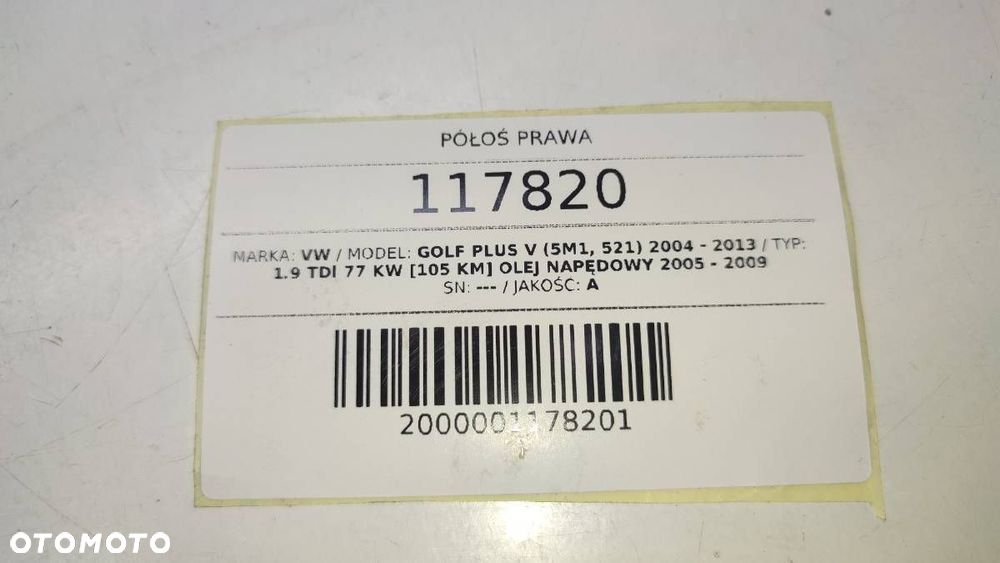 PÓŁOŚ PRAWA
117820
MARKA: VW / MODEL: GOLF PLUS V (5M1, 521) 2004 - 2013 / TYP:
1.9 TDI 77 KW [105 KM] OLEJ NAPĘDOWY 2005 - 2009
SN: --- / JAKOŚĆ: A
2000001178201
OTOMOTO